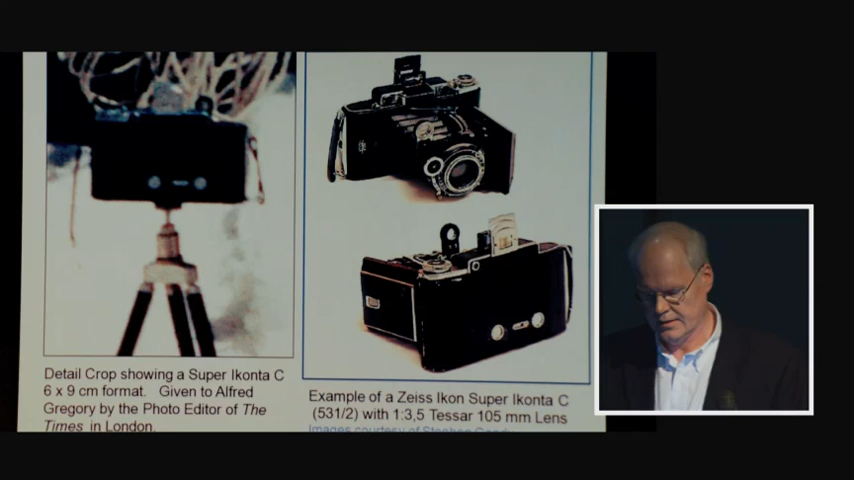 Detail Crop showing a Super Ikonta C
6 x 9 cm format. Given to Alfred
Gregory by the Photo Editor of The
Times in London.
Example of a Zeiss Ikon Super Ikonta C
(531/2) with 1:3,5 Tessar 105 mm Lens
Images courtesy of Stephen Gandy